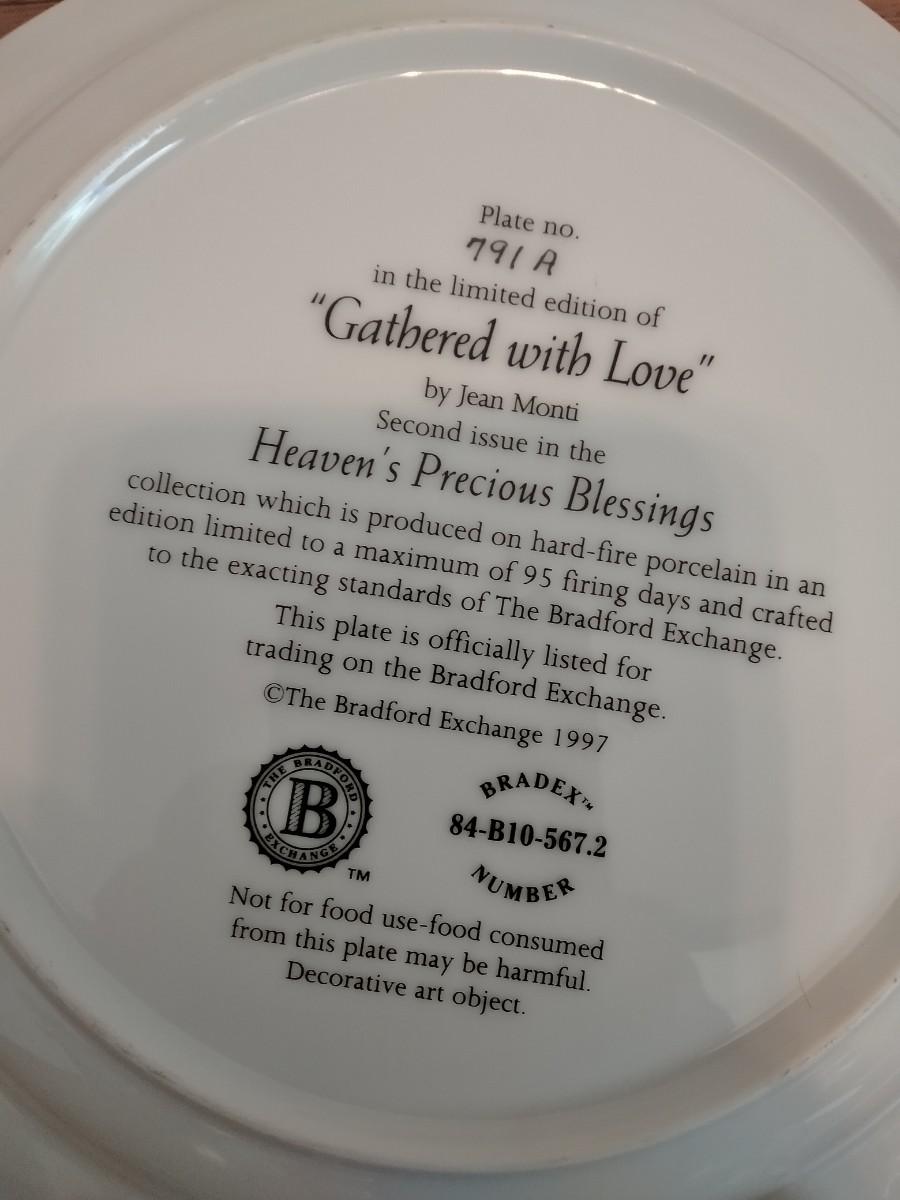 Plate no.
791 A
in the limited edition of
"Gathered with Love"
by Jean Monti
Second issue in the
Heaven's Precious Blessings
collection which is produced on hard-fire porcelain in an
edition limited to a maximum of 95 firing days and crafted
to the exacting standards of The Bradford Exchange.
This plate is officially listed for
trading on the Bradford Exchange.
©The Bradford Exchange 1997
THE BRADFORD
B
EXCHANGE
TM
BRADEX™
84-B10-567.2
NUMBER
Not for food use-food consumed
from this plate may be harmful.
Decorative art object.